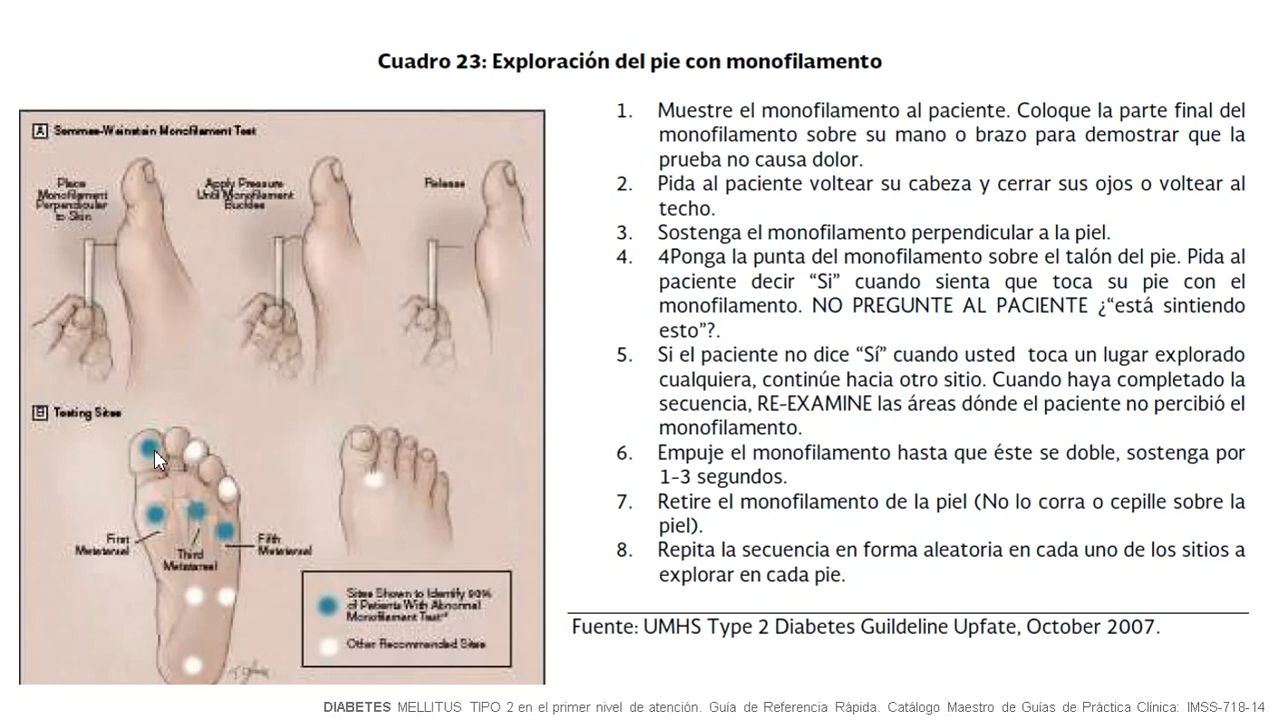 Cuadro 23: Exploración del pie con monofilamento
A Semmes-Weinstein Monofilament Test
Place
Monofilament
Perpendicular
to Skin
Apply Pressure
Until Monofilament
Buckles
Release
B Testing Sites
First
Metatarsal
Third
Metatarsal
Fifth
Metatarsal
Sites Shown to Identify 90%
of Patients With Abnormal
Monofilament Test*
Other Recommended Sites
1. Muestre el monofilamento al paciente. Coloque la parte final del
monofilamento sobre su mano o brazo para demostrar que la
prueba no causa dolor.
2. Pida al paciente voltear su cabeza y cerrar sus ojos o voltear al
techo.
3. Sostenga el monofilamento perpendicular a la piel.
4. 4Ponga la punta del monofilamento sobre el talón del pie. Pida al
paciente decir “Si” cuando sienta que toca su pie con el
monofilamento. NO PREGUNTE AL PACIENTE ¿“está sintiendo
esto”?.
5. Si el paciente no dice “Sí” cuando usted toca un lugar explorado
cualquiera, continúe hacia otro sitio. Cuando haya completado la
secuencia, RE-EXAMINE las áreas dónde el paciente no percibió el
monofilamento.
6. Empuje el monofilamento hasta que éste se doble, sostenga por
1-3 segundos.
7. Retire el monofilamento de la piel (No lo corra o cepille sobre la
piel).
8. Repita la secuencia en forma aleatoria en cada uno de los sitios a
explorar en cada pie.
Fuente: UMHS Type 2 Diabetes Guildeline Upfate, October 2007.
DIABETES MELLITUS TIPO 2 en el primer nivel de atención. Guía de Referencia Rápida. Catálogo Maestro de Guías de Práctica Clínica: IMSS-718-14